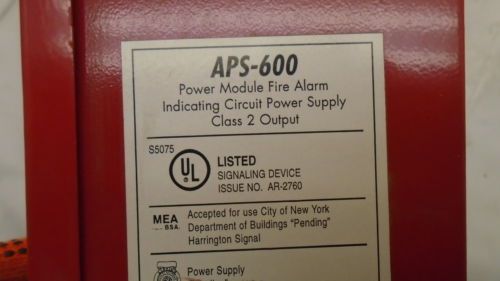 APS-600
Power Module Fire Alarm
Indicating Circuit Power Supply
Class 2 Output
S5075
UL
LISTED
SIGNALING DEVICE
ISSUE NO. AR-2760
MEA
B.S.A.
Accepted for use City of New York
Department of Buildings "Pending"
Harrington Signal
Power Supply